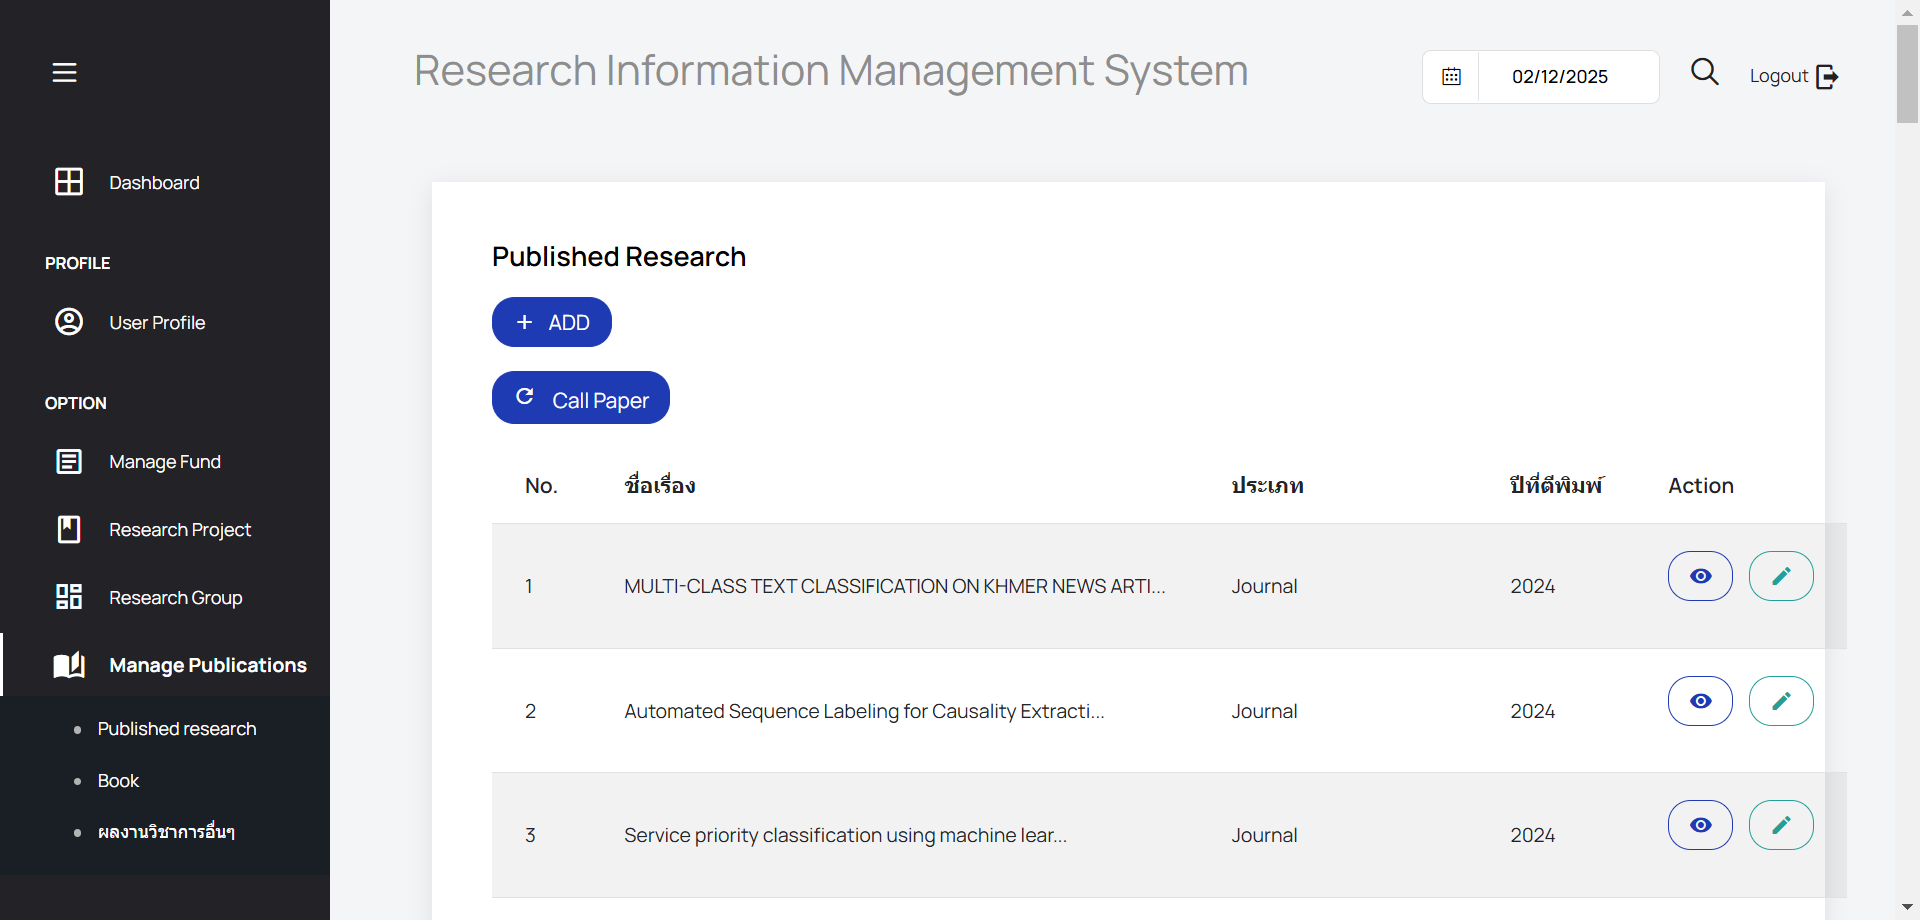 Research Information Management System
02/12/2025
Logout
Dashboard
PROFILE
User Profile
OPTION
Manage Fund
Research Project
Research Group
Manage Publications
Published research
Book
ผลงานวิชาการอื่นๆ
Published Research
+ ADD
Call Paper
No. ชื่อเรื่อง ประเภท ปีที่ตีพิมพ์ Action
1 MULTI-CLASS TEXT CLASSIFICATION ON KHMER NEWS ARTI... Journal 2024
2 Automated Sequence Labeling for Causality Extracti... Journal 2024
3 Service priority classification using machine lear... Journal 2024